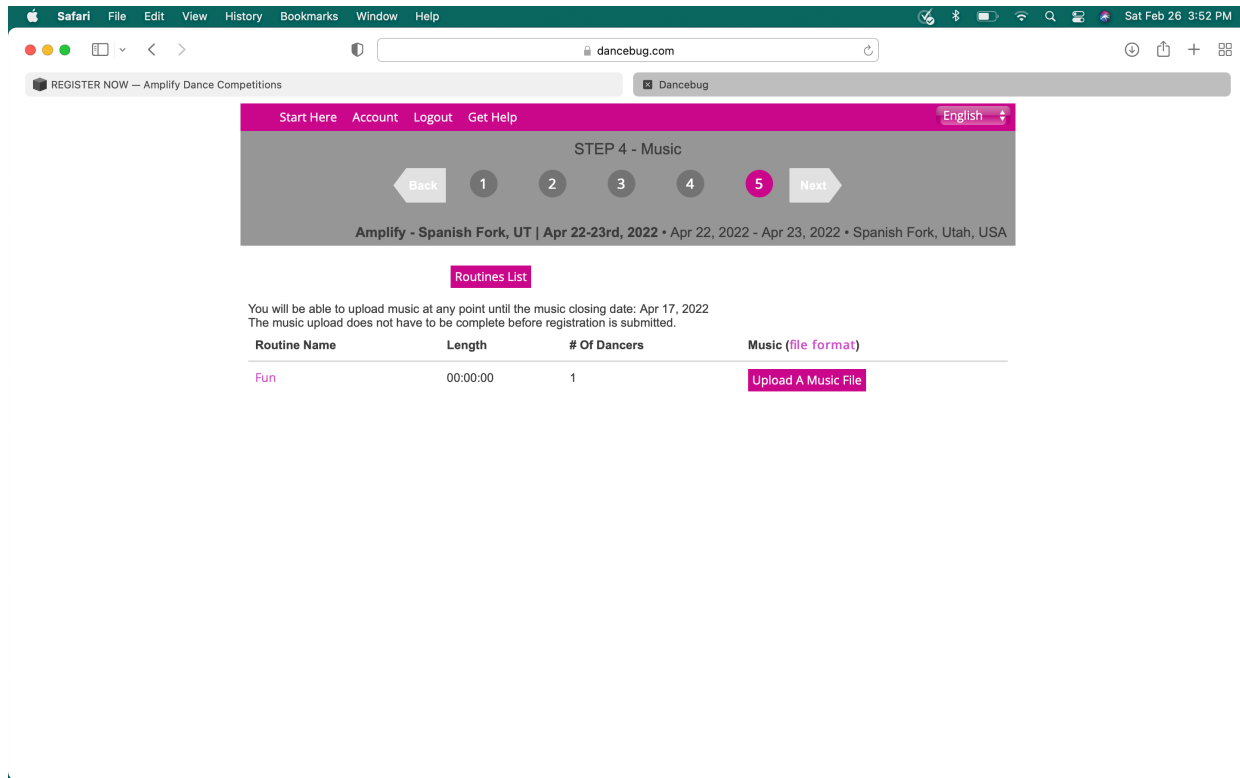 Safari File Edit View History Bookmarks Window Help Sat Feb 26 3:52 PM
dancebug.com
REGISTER NOW — Amplify Dance Competitions Dancebug
Start Here Account Logout Get Help English
STEP 4 - Music
Back 1 2 3 4 5 Next
Amplify - Spanish Fork, UT | Apr 22-23rd, 2022 • Apr 22, 2022 - Apr 23, 2022 • Spanish Fork, Utah, USA
Routines List
You will be able to upload music at any point until the music closing date: Apr 17, 2022
The music upload does not have to be complete before registration is submitted.
Routine Name Length # Of Dancers Music (file format)
Fun 00:00:00 1 Upload A Music File